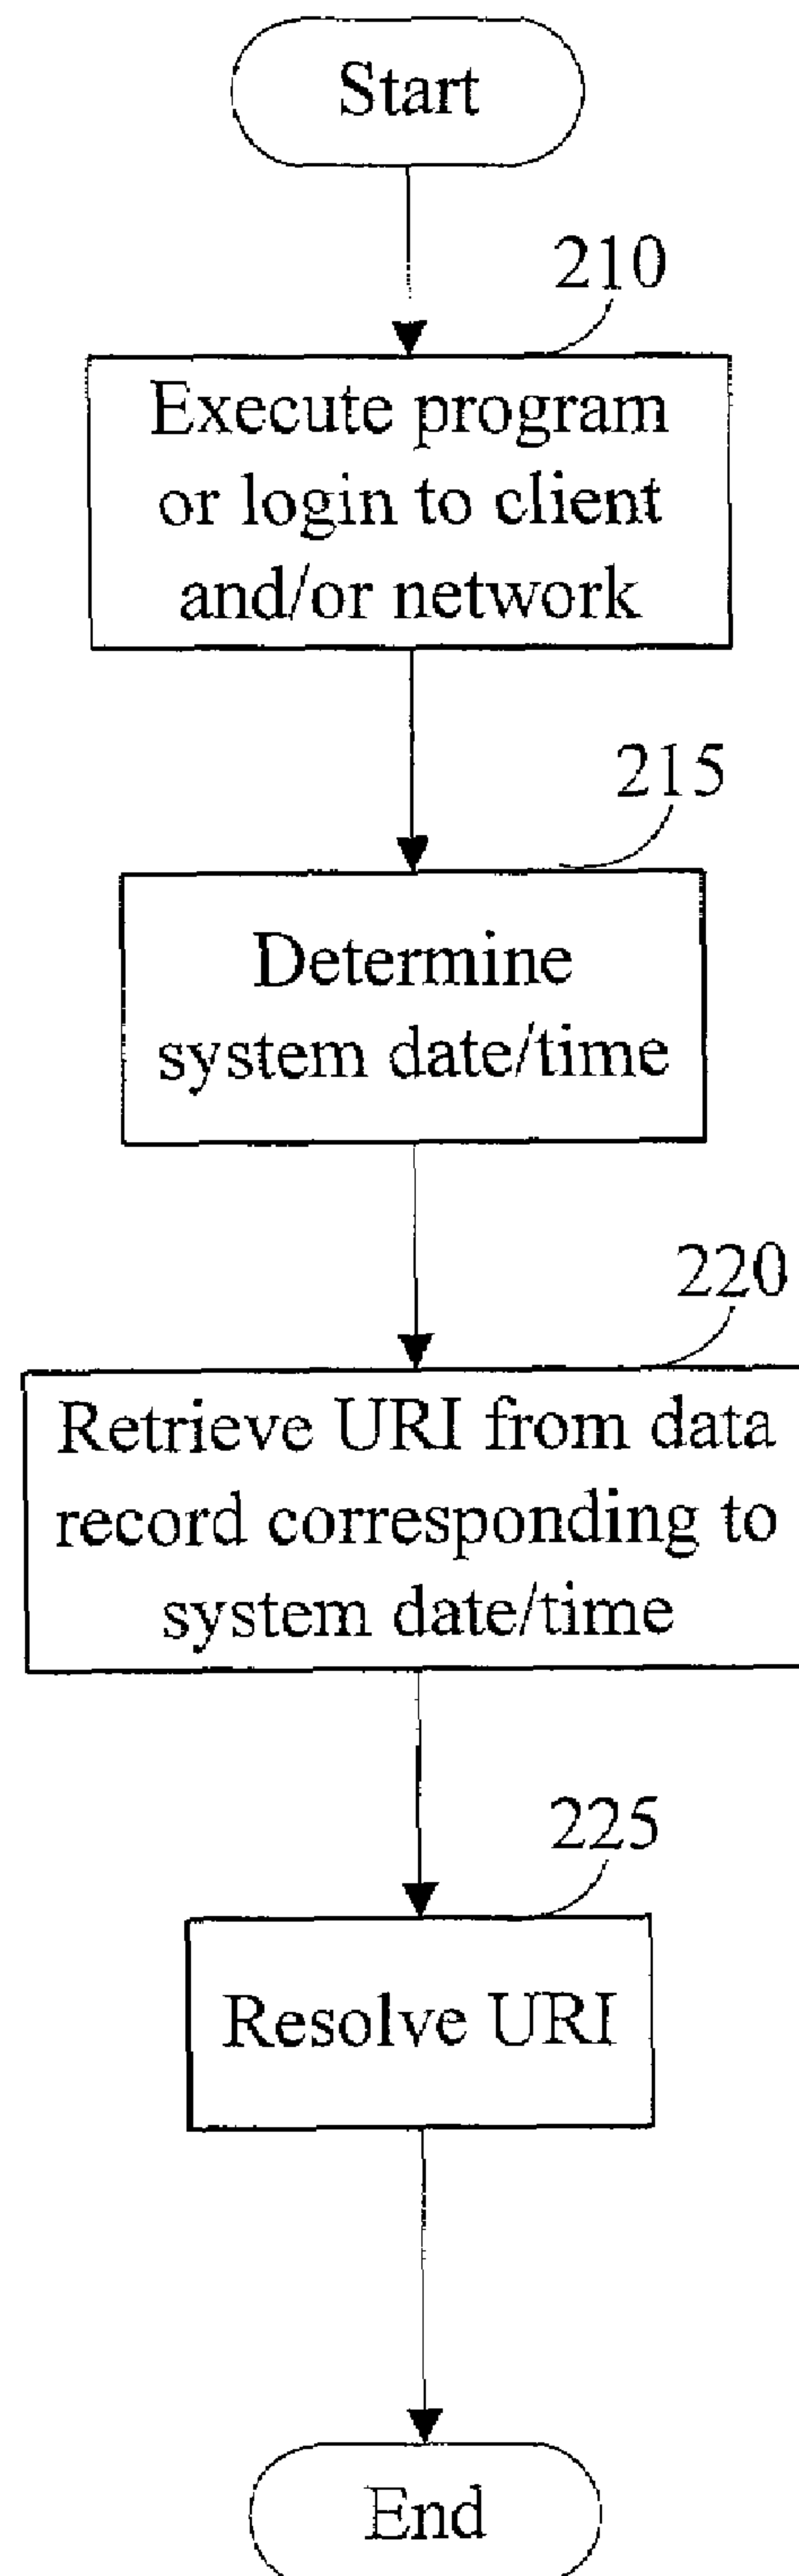 Start
210
Execute program
or login to client
and/or network
215
Determine
system date/time
220
Retrieve URI from data
record corresponding to
system date/time
225
Resolve URI
End